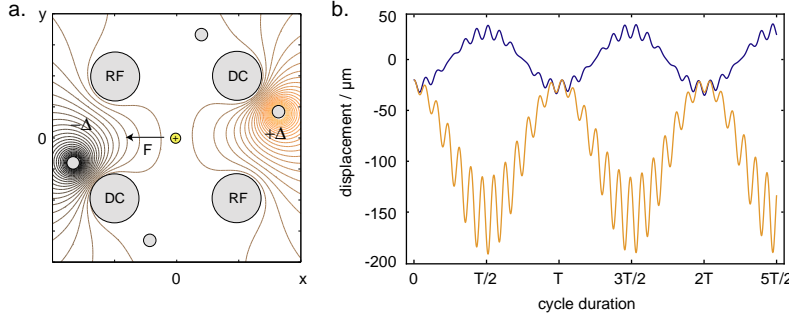 a.
y
RF
DC
-Δ
+Δ
0
F
+
DC
RF
0
x
b.
displacement / μm
50
0
-50
-100
-150
-200
0
T/2
T
3T/2
2T
5T/2
cycle duration